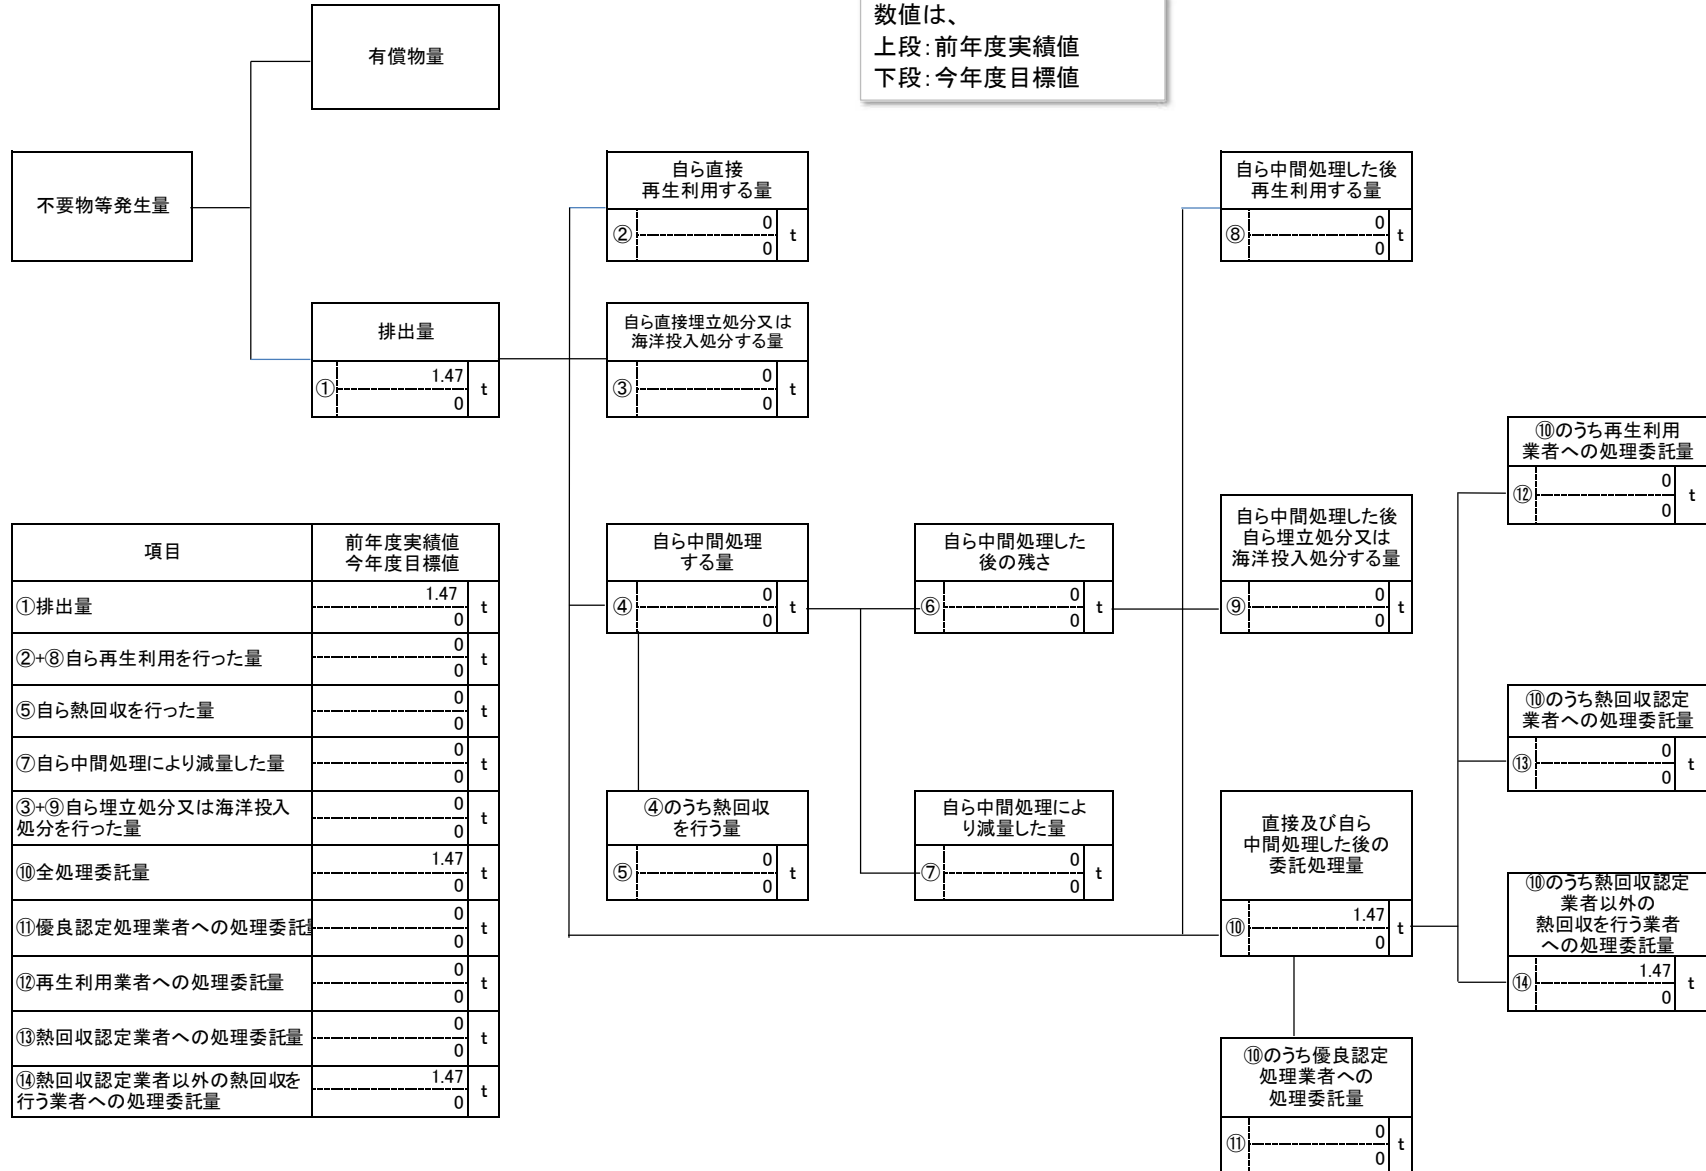 数値は、
上段：前年度実績値
下段：今年度目標値
有償物量
不要物等発生量
排出量
①
1.47
0
t
自ら直接
再生利用する量
②
0
0
t
自ら直接埋立処分又は
海洋投入処分する量
③
0
0
t
自ら中間処理
する量
④
0
0
t
④のうち熱回収
を行う量
⑤
0
0
t
自ら中間処理した
後の残さ
⑥
0
0
t
自ら中間処理によ
り減量した量
⑦
0
0
t
自ら中間処理した後
再生利用する量
⑧
0
0
t
自ら中間処理した後
自ら埋立処分又は
海洋投入処分する量
⑨
0
0
t
直接及び自ら
中間処理した後の
委託処理量
⑩
1.47
0
t
⑩のうち優良認定
処理業者への
処理委託量
⑪
0
0
t
⑩のうち再生利用
業者への処理委託量
⑫
0
0
t
⑩のうち熱回収認定
業者への処理委託量
⑬
0
0
t
⑩のうち熱回収認定
業者以外の
熱回収を行う業者
への処理委託量
⑭
1.47
0
t
項目
前年度実績値
今年度目標値
①排出量
1.47
0
t
②+⑧自ら再生利用を行った量
0
0
t
⑤自ら熱回収を行った量
0
0
t
⑦自ら中間処理により減量した量
0
0
t
③+⑨自ら埋立処分又は海洋投入
処分を行った量
0
0
t
⑩全処理委託量
1.47
0
t
⑪優良認定処理業者への処理委託
0
0
t
⑫再生利用業者への処理委託量
0
0
t
⑬熱回収認定業者への処理委託量
0
0
t
⑭熱回収認定業者以外の熱回収を
行う業者への処理委託量
1.47
0
t